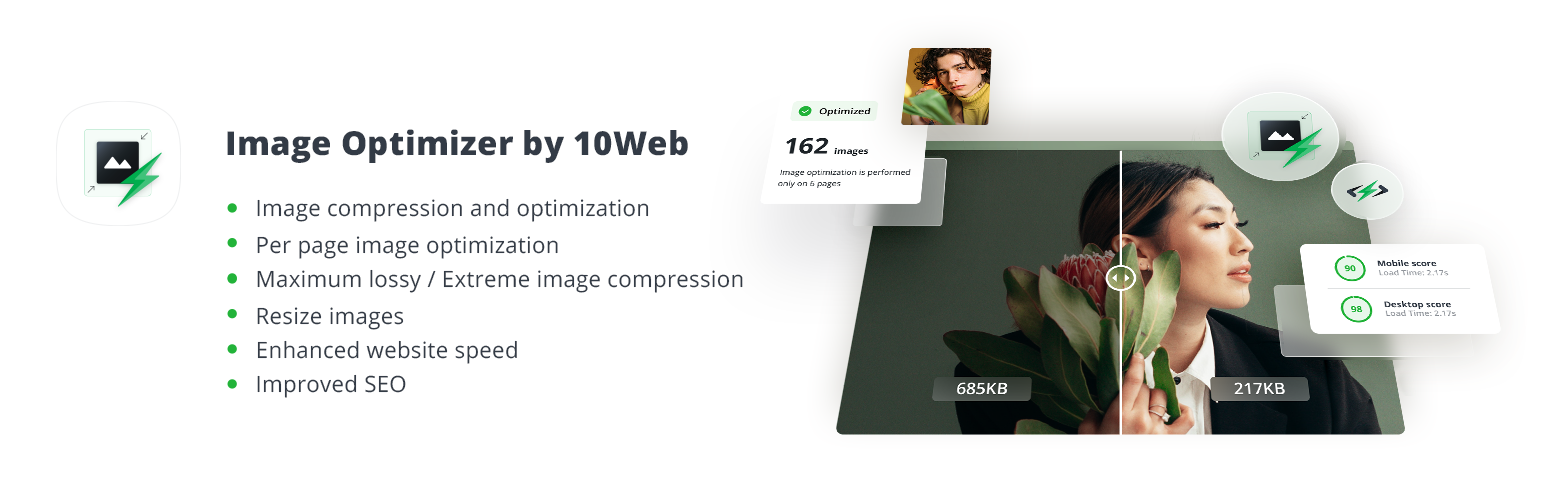 Image Optimizer by 10Web
Image compression and optimization
Per page image optimization
Maximum lossy / Extreme image compression
Resize images
Enhanced website speed
Improved SEO
Optimized
162 images
Image optimization is performed
only on 6 pages
685KB
217KB
90
Mobile score
Load Time: 2.17s
98
Desktop score
Load Time: 2.17s